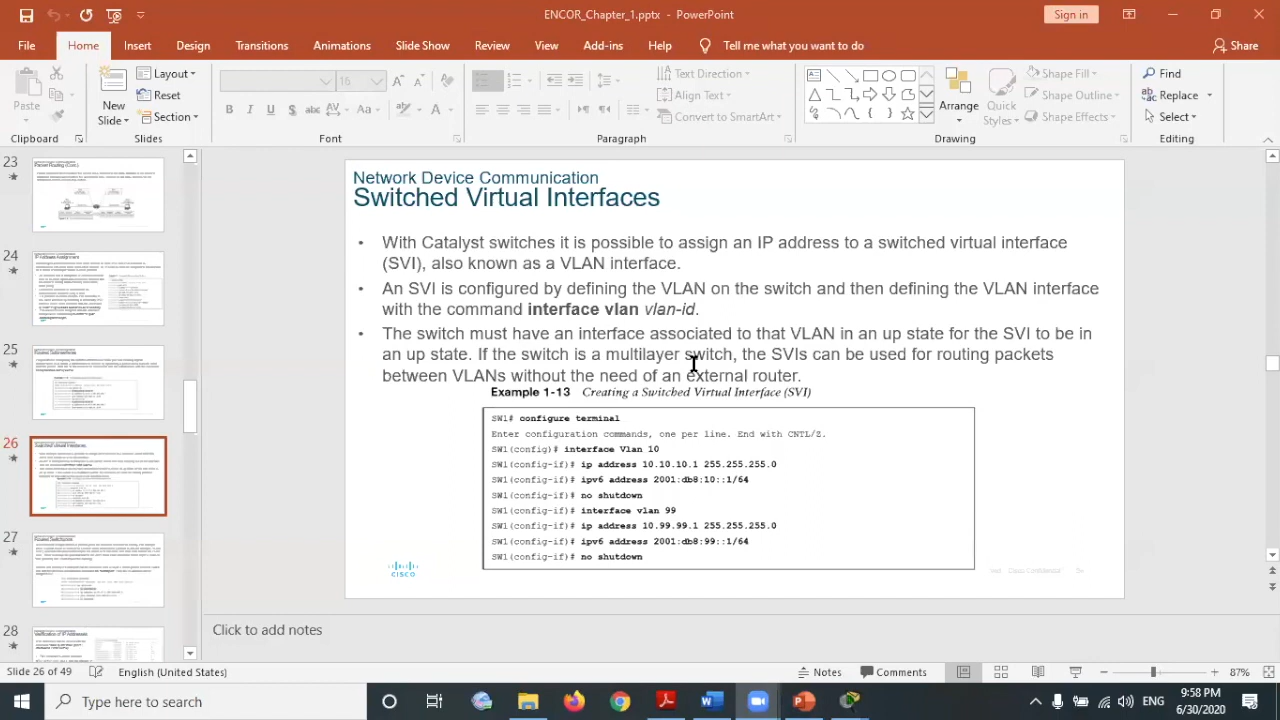 ENCOR_Chapter_1.pptx - PowerPoint
Sign in
File Home Insert Design Transitions Animations Slide Show Review View Add-ins Help Tell me what you want to do Share
Paste
New
Slide
Layout
Reset
Section
16
B I U S abc AV Aa A
Text Direction
Align Text
Convert to SmartArt
Arrange
Quick
Styles
Shape Fill
Shape Outline
Shape Effects
Find
Replace
Select
Clipboard Slides Font Paragraph Drawing Editing
23
24
25
26
27
28
Network Device Communication
Switched Virtual Interfaces
• With Catalyst switches it is possible to assign an IP address to a switched virtual interface
(SVI), also known as a VLAN interface.
• An SVI is configured by defining the VLAN on the switch and then defining the VLAN interface
with the command interface vlan vlan-id.
• The switch must have an interface associated to that VLAN in an up state for the SVI to be in
an up state. If the switch is a multilayer switch, the SVIs can be used for routing packets
between VLANs without the need of an external router.
Example 1-13 Creating a Switched Virtual Interface (SVI)
SW1# configure terminal
Enter configuration commands, one per line. End with CNTL/Z.
SW1(config)# interface Vlan 10
SW1(config-if)# ip address 10.10.10.1 255.255.255.0
SW1(config-if)# ipv6 address 2001:db8:10::1/64
SW1(config-if)# no shutdown
SW1(config-if)# interface vlan 99
SW1(config-if)# ip address 10.99.99.1 255.255.255.0
SW1(config-if)# ipv6 address 2001:db8:99::1/64
SW1(config-if)# no shutdown
CISCO
Cisco Confidential
Click to add notes
Slide 26 of 49 English (United States) Notes Comments 87%
Type here to search
ENG
9:58 PM
6/30/2020